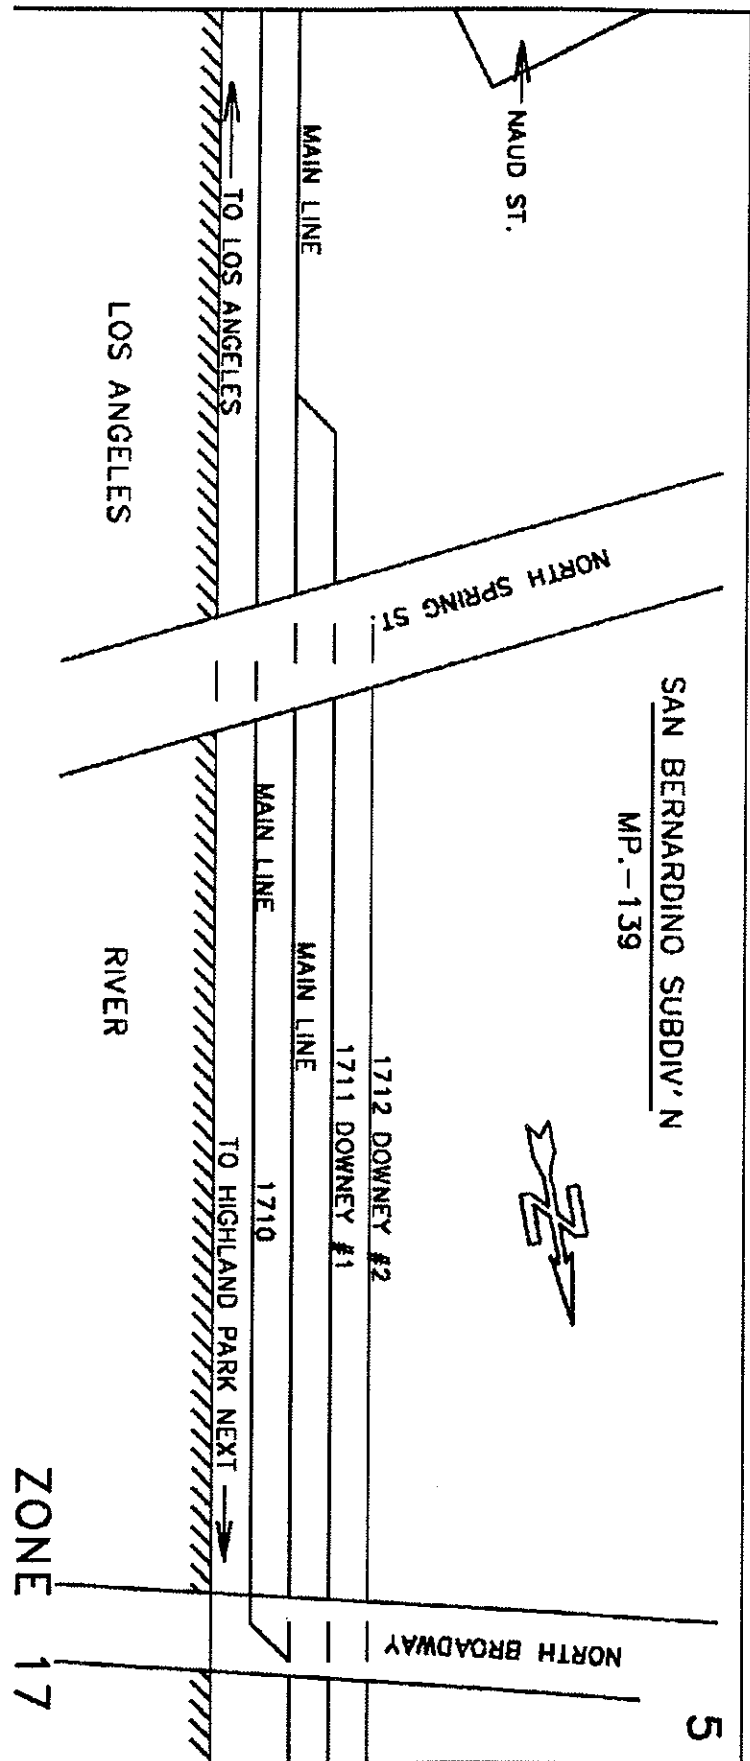 NAUD ST.
MAIN LINE
TO LOS ANGELES
LOS ANGELES
NORTH SPRING ST.
SAN BERNARDINO SUBDIV'N
MP.-139
MAIN LINE
MAIN LINE
RIVER
1712 DOWNEY #2
1711 DOWNEY #1
1710
TO HIGHLAND PARK NEXT
N
NORTH BROADWAY
5
ZONE 17